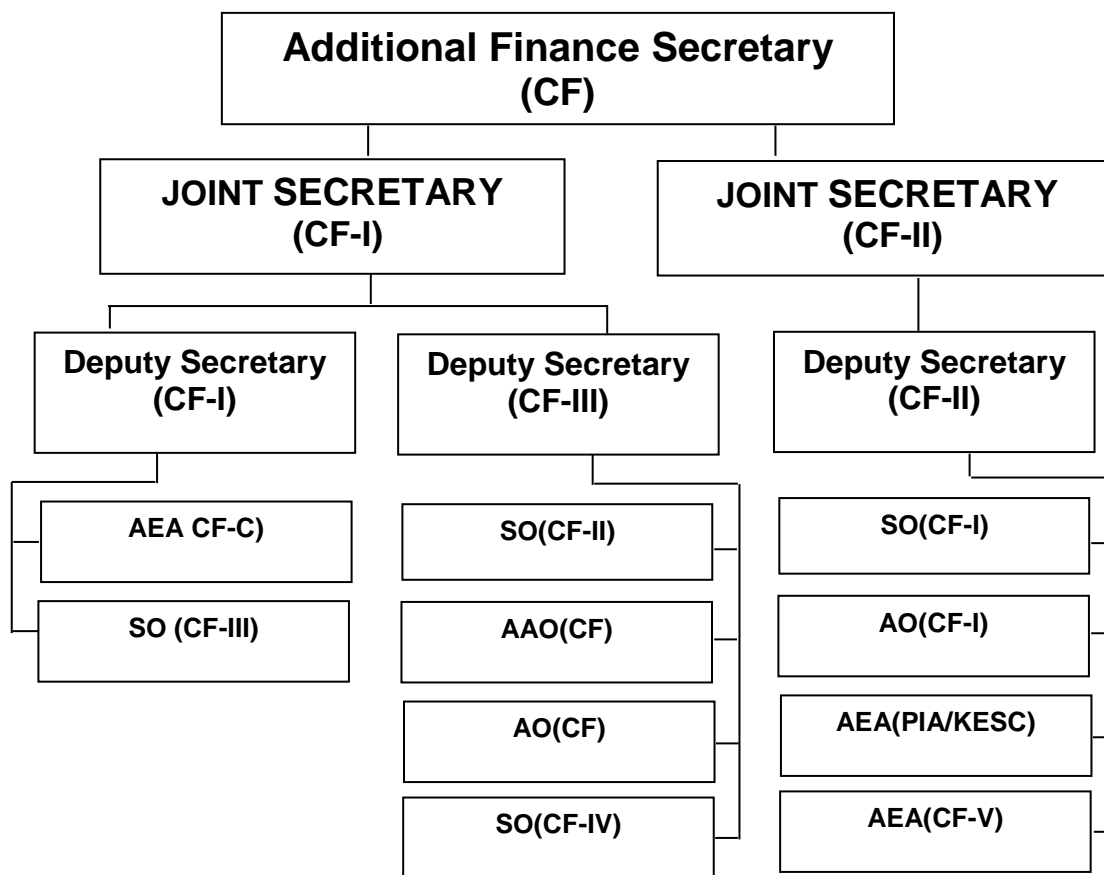 Additional Finance Secretary
(CF)
JOINT SECRETARY
(CF-I)
JOINT SECRETARY
(CF-II)
Deputy Secretary
(CF-I)
Deputy Secretary
(CF-III)
Deputy Secretary
(CF-II)
AEA CF-C)
SO (CF-III)
SO(CF-II)
AAO(CF)
AO(CF)
SO(CF-IV)
SO(CF-I)
AO(CF-I)
AEA(PIA/KESC)
AEA(CF-V)